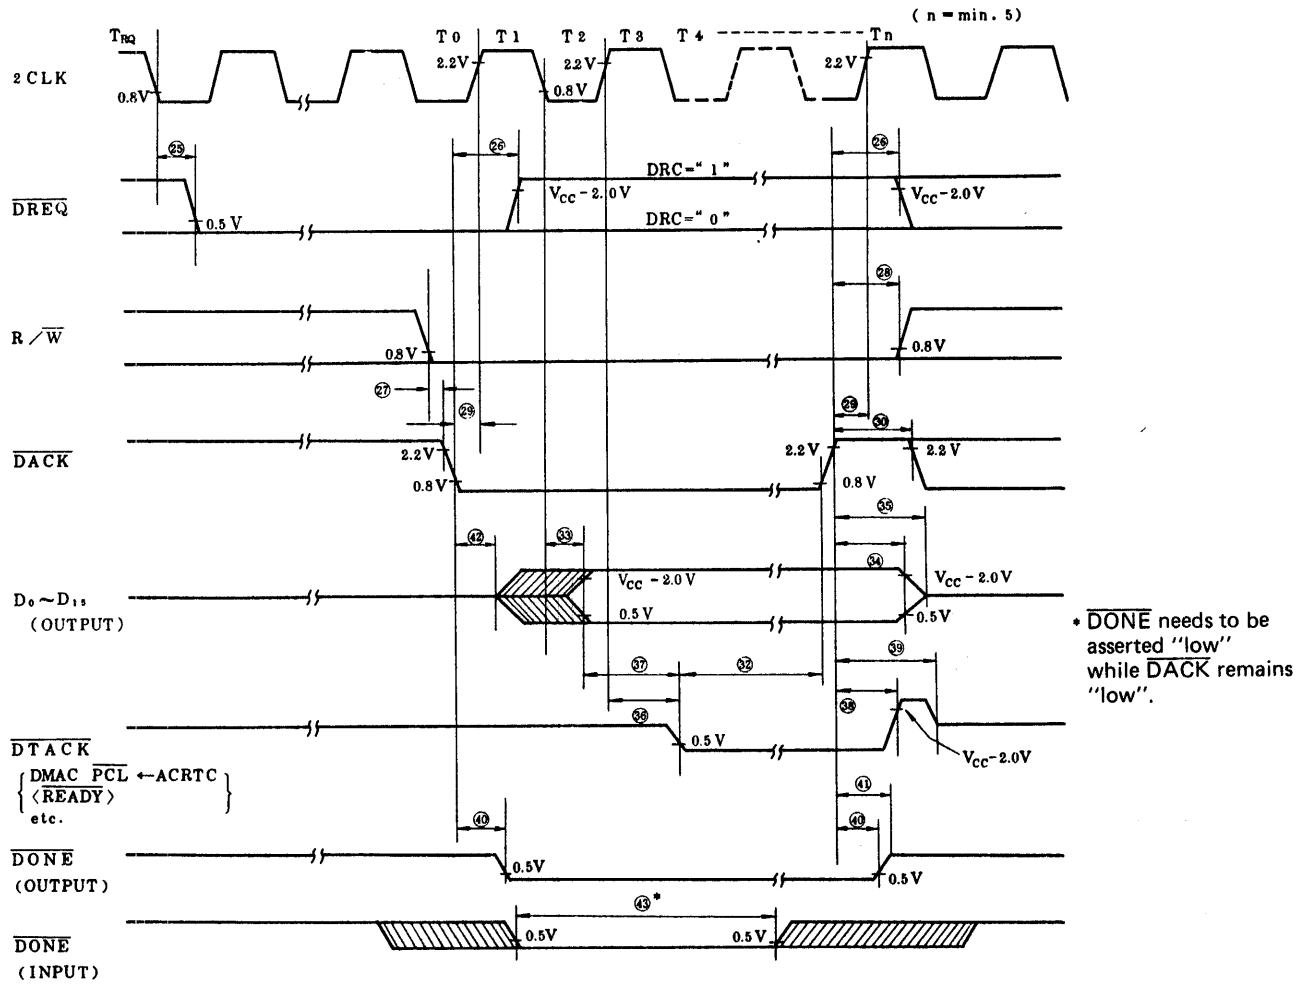 ( n = min. 5)
TRQ T0 T1 T2 T3 T4 Tn
2CLK
2.2V 2.2V 2.2V
0.8V 0.8V
㉕ ㉖ ㉖
DREQ
DRC="1"
VCC-2.0V VCC-2.0V
0.5V
DRC="0"
㉘
R/W
0.8V 0.8V
㉗ ㉙ ㉙
㉚
DACK
2.2V 2.2V 2.2V
0.8V 0.8V
㉟
㊷ ㉝ ㉞
D0~D15
(OUTPUT)
VCC-2.0V VCC-2.0V
0.5V 0.5V
* DONE needs to be
asserted "low"
while DACK remains
"low".
㊴
㊲ ㉜
㊱ ㊳
DTACK
0.5V
VCC-2.0V
DMAC PCL ←ACRTC
〈READY〉
etc.
㊶
㊵ ㊵
DONE
(OUTPUT)
0.5V 0.5V
㊸*
DONE
(INPUT)
0.5V 0.5V